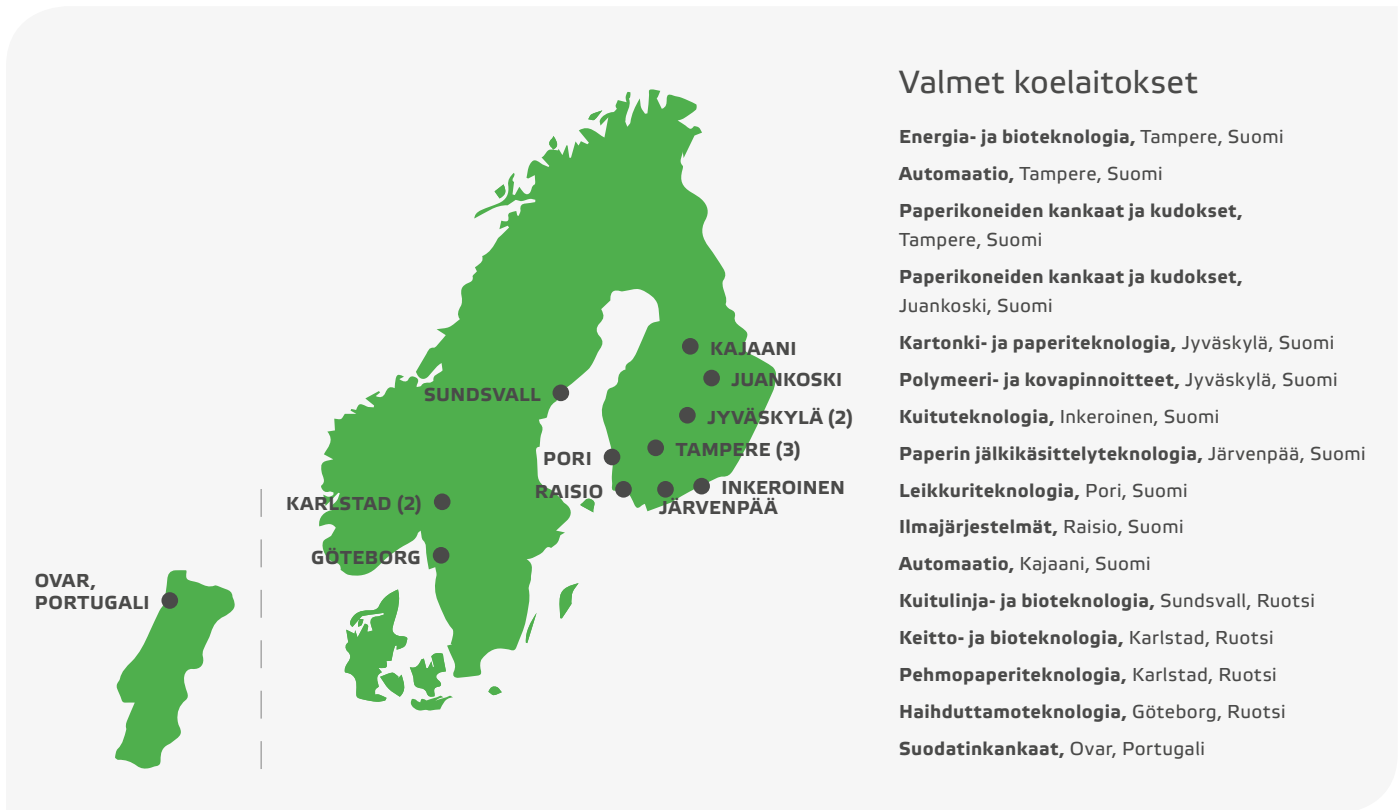 Valmet koelaitokset
Energia- ja bioteknologia, Tampere, Suomi
Automaatio, Tampere, Suomi
Paperikoneiden kankaat ja kudokset,
Tampere, Suomi
Paperikoneiden kankaat ja kudokset,
Juankoski, Suomi
Kartonki- ja paperiteknologia, Jyväskylä, Suomi
Polymeeri- ja kovapinnoitteet, Jyväskylä, Suomi
Kuituteknologia, Inkeroinen, Suomi
Paperin jälkikäsittelyteknologia, Järvenpää, Suomi
Leikkuriteknologia, Pori, Suomi
Ilmajärjestelmät, Raisio, Suomi
Automaatio, Kajaani, Suomi
Kuitulinja- ja bioteknologia, Sundsvall, Ruotsi
Keitto- ja bioteknologia, Karlstad, Ruotsi
Pehmopaperiteknologia, Karlstad, Ruotsi
Haihduttamoteknologia, Göteborg, Ruotsi
Suodatinkankaat, Ovar, Portugali
KAJAANI
JUANKOSKI
SUNDSVALL
JYVÄSKYLÄ (2)
TAMPERE (3)
PORI
RAISIO
INKEROINEN
JÄRVENPÄÄ
KARLSTAD (2)
GÖTEBORG
OVAR,
PORTUGALI